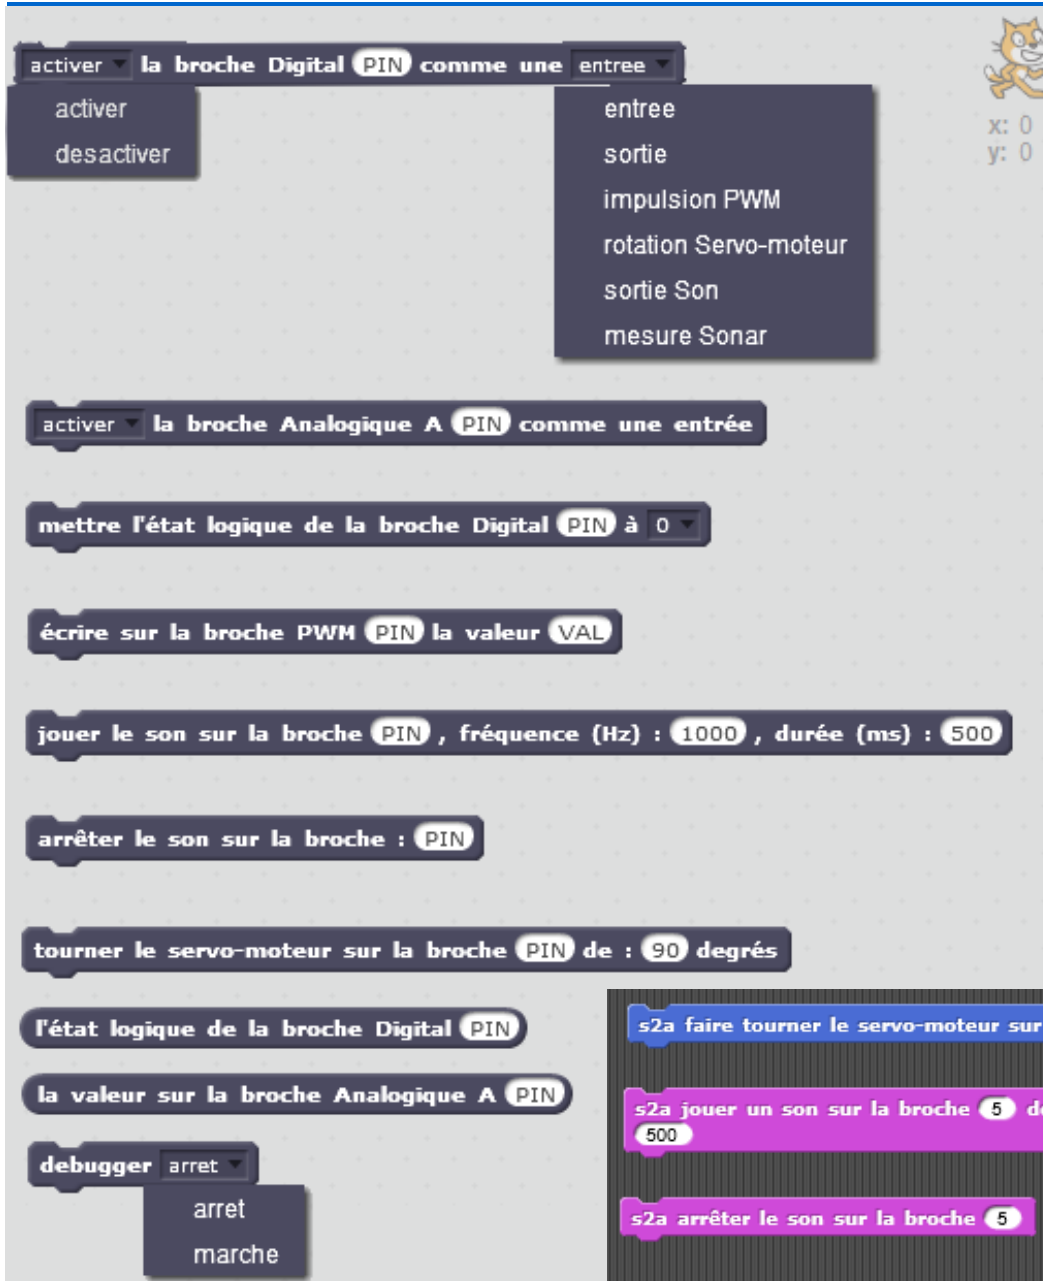 activer la broche Digital PIN comme une entree
activer
desactiver
entree
sortie
impulsion PWM
rotation Servo-moteur
sortie Son
mesure Sonar
x: 0
y: 0
activer la broche Analogique A PIN comme une entrée
mettre l'état logique de la broche Digital PIN à 0
écrire sur la broche PWM PIN la valeur VAL
jouer le son sur la broche PIN , fréquence (Hz) : 1000 , durée (ms) : 500
arrêter le son sur la broche : PIN
tourner le servo-moteur sur la broche PIN de : 90 degrés
l'état logique de la broche Digital PIN
la valeur sur la broche Analogique A PIN
debugger arret
arret
marche
s2a faire tourner le servo-moteur sur
s2a jouer un son sur la broche 5
500
s2a arrêter le son sur la broche 5